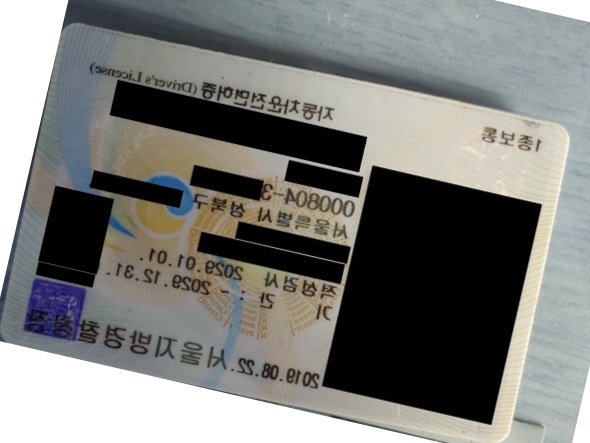 1종보통
자동차운전면허증 (Driver's License)
000804-3
서울특별시 성북구
적성검사 2029.01.01.
기 간 : ~ 2029.12.31.
2019.08.22. 서울지방경찰청장